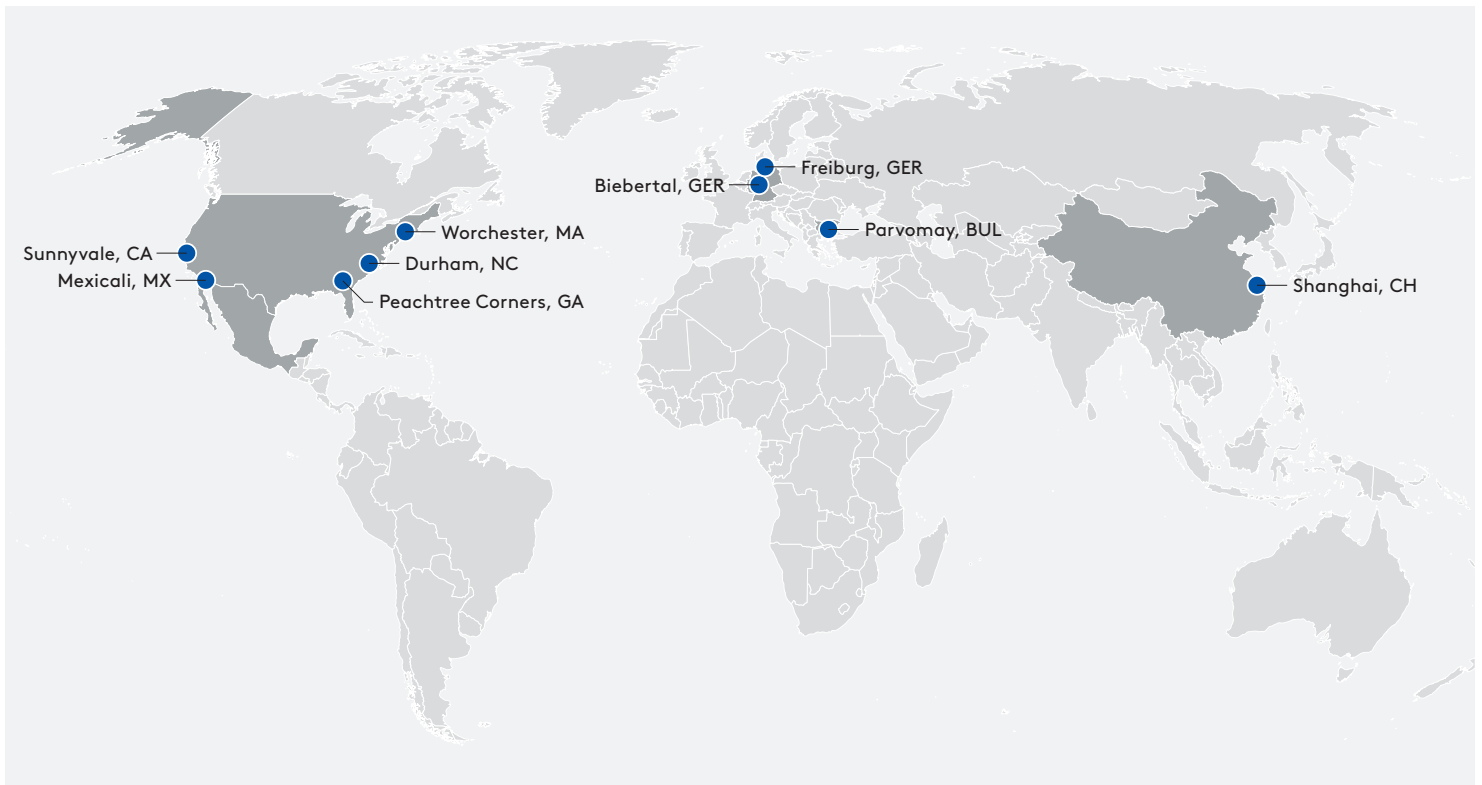 Freiburg, GER
Biebertal, GER
Parvomay, BUL
Worchester, MA
Sunnyvale, CA
Durham, NC
Mexicali, MX
Shanghai, CH
Peachtree Corners, GA